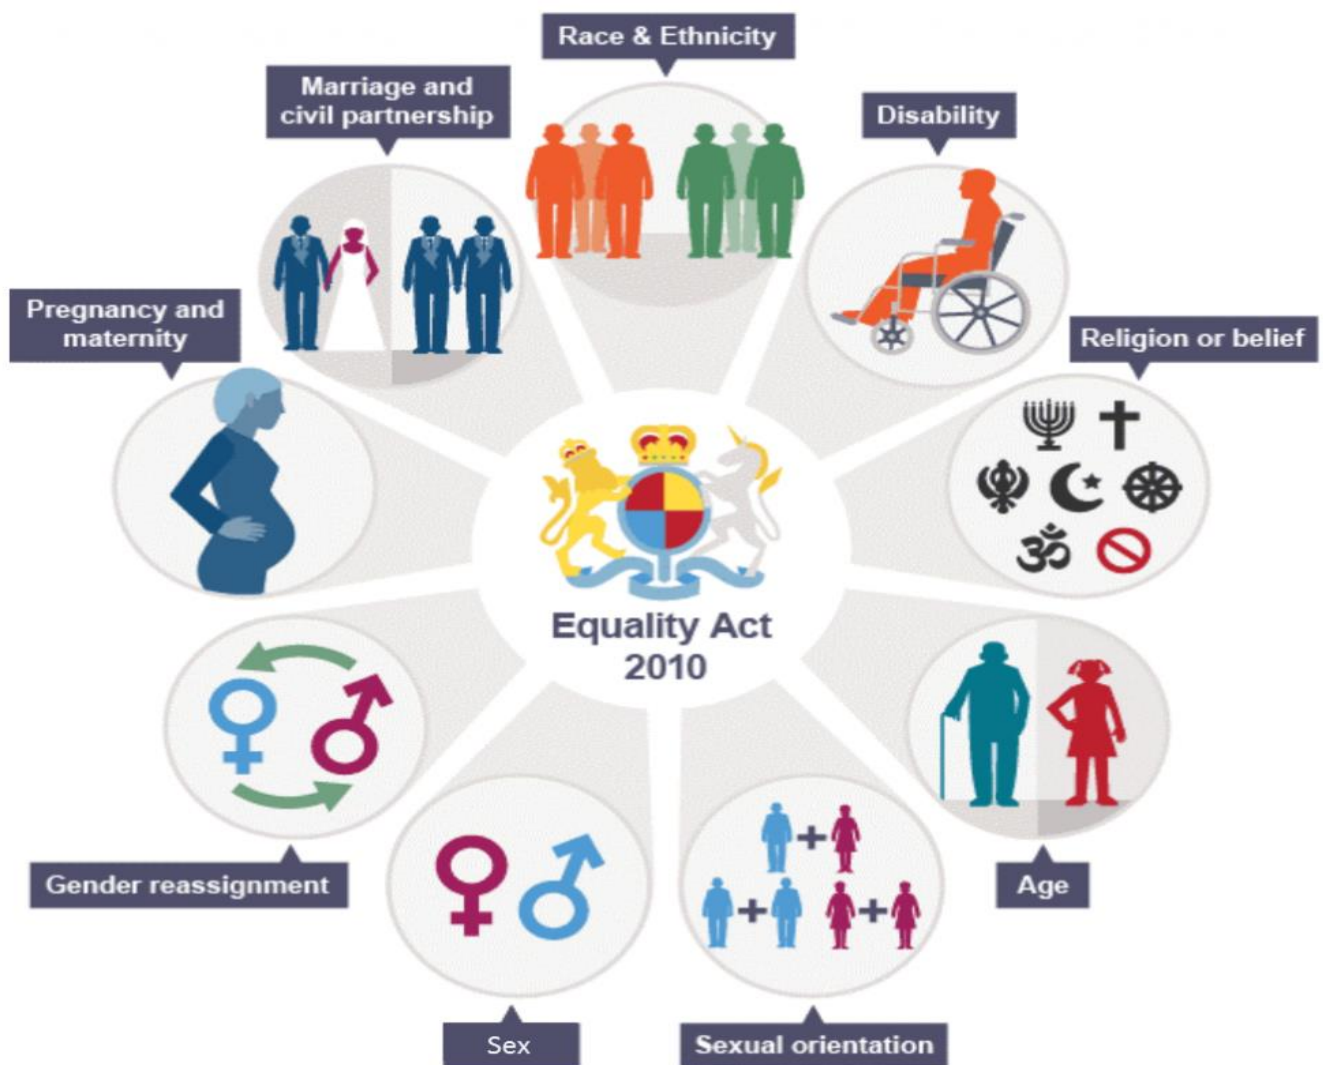 Race & Ethnicity
Marriage and
civil partnership
Disability
Pregnancy and
maternity
Religion or belief
Equality Act
2010
Gender reassignment
Age
Sex
Sexual orientation